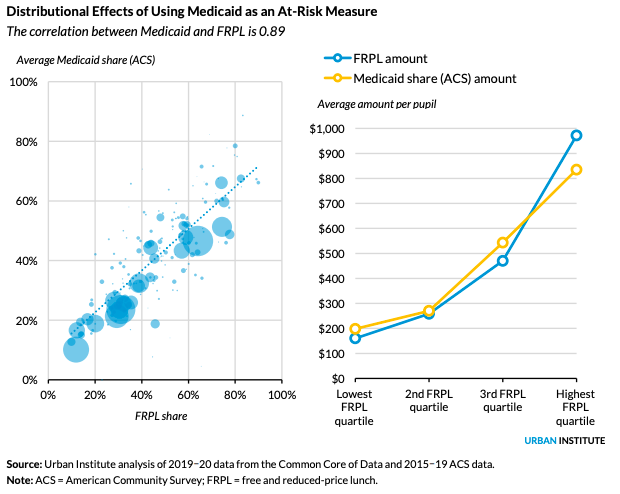 Distributional Effects of Using Medicaid as an At-Risk Measure
The correlation between Medicaid and FRPL is 0.89
Average Medicaid share (ACS)
100%
80%
60%
40%
20%
0%
0%
20%
40%
60%
80%
100%
FRPL share
FRPL amount
Medicaid share (ACS) amount
Average amount per pupil
$1,000
$900
$800
$700
$600
$500
$400
$300
$200
$100
$0
Lowest
FRPL
quartile
2nd FRPL
quartile
3rd FRPL
quartile
Highest
FRPL
quartile
URBAN INSTITUTE
Source: Urban Institute analysis of 2019–20 data from the Common Core of Data and 2015–19 ACS data.
Note: ACS = American Community Survey; FRPL = free and reduced-price lunch.